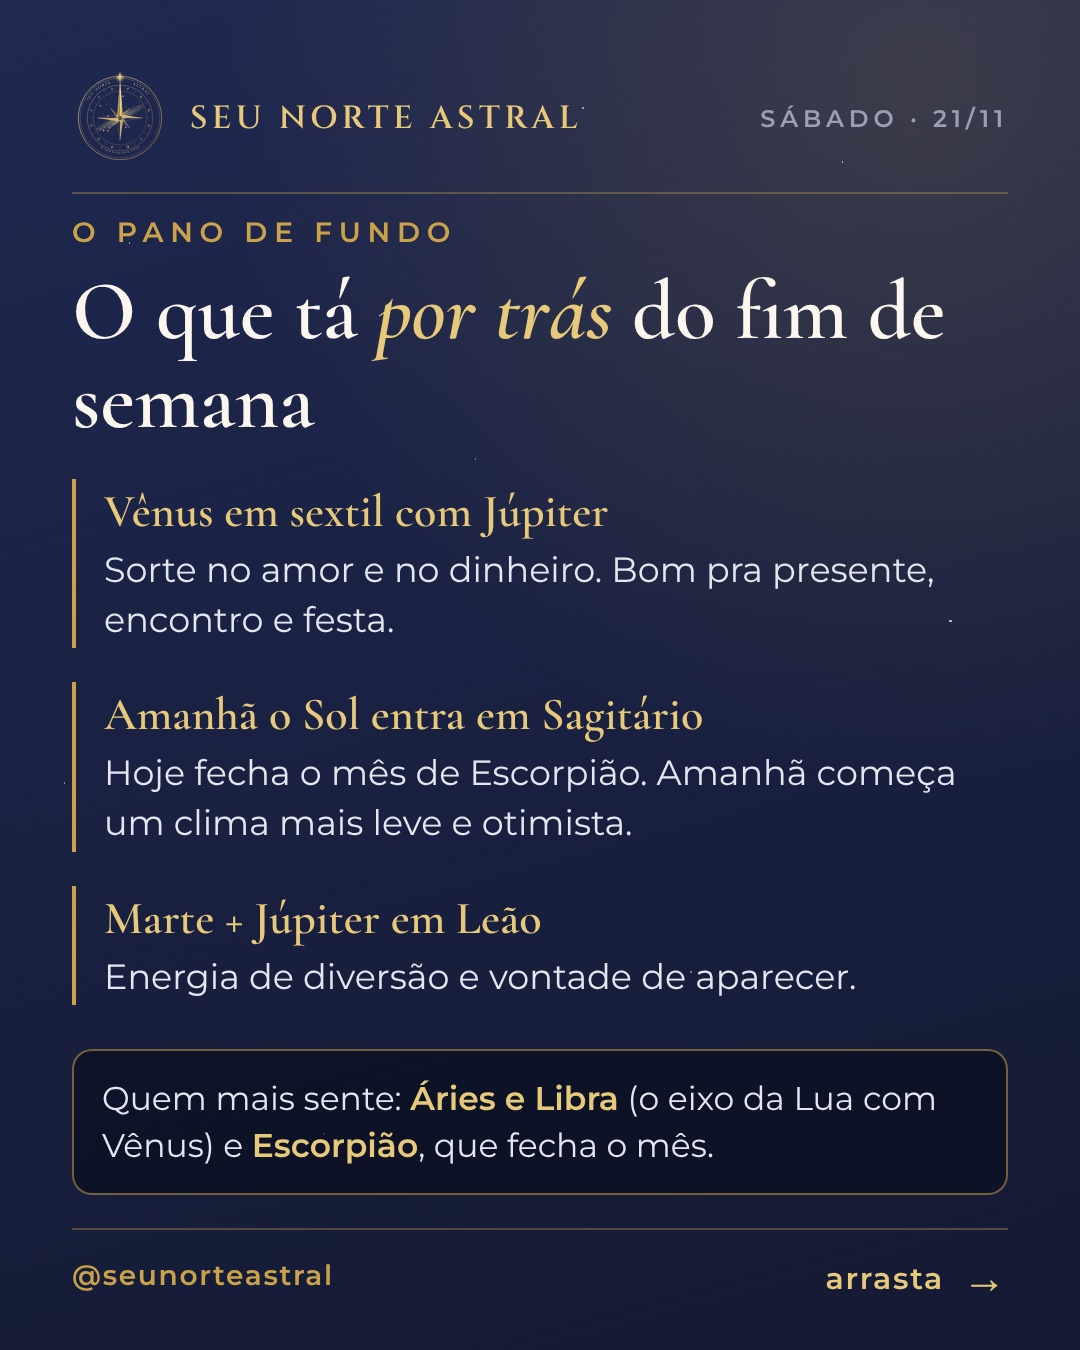 SEU NORTE ASTRAL
SÁBADO · 21/11
O PANO DE FUNDO
O que tá por trás do fim de
semana
Vênus em sextil com Júpiter
Sorte no amor e no dinheiro. Bom pra presente,
encontro e festa.
Amanhã o Sol entra em Sagitário
Hoje fecha o mês de Escorpião. Amanhã começa
um clima mais leve e otimista.
Marte + Júpiter em Leão
Energia de diversão e vontade de aparecer.
Quem mais sente: Áries e Libra (o eixo da Lua com
Vênus) e Escorpião, que fecha o mês.
@seunorteastral
arrasta →